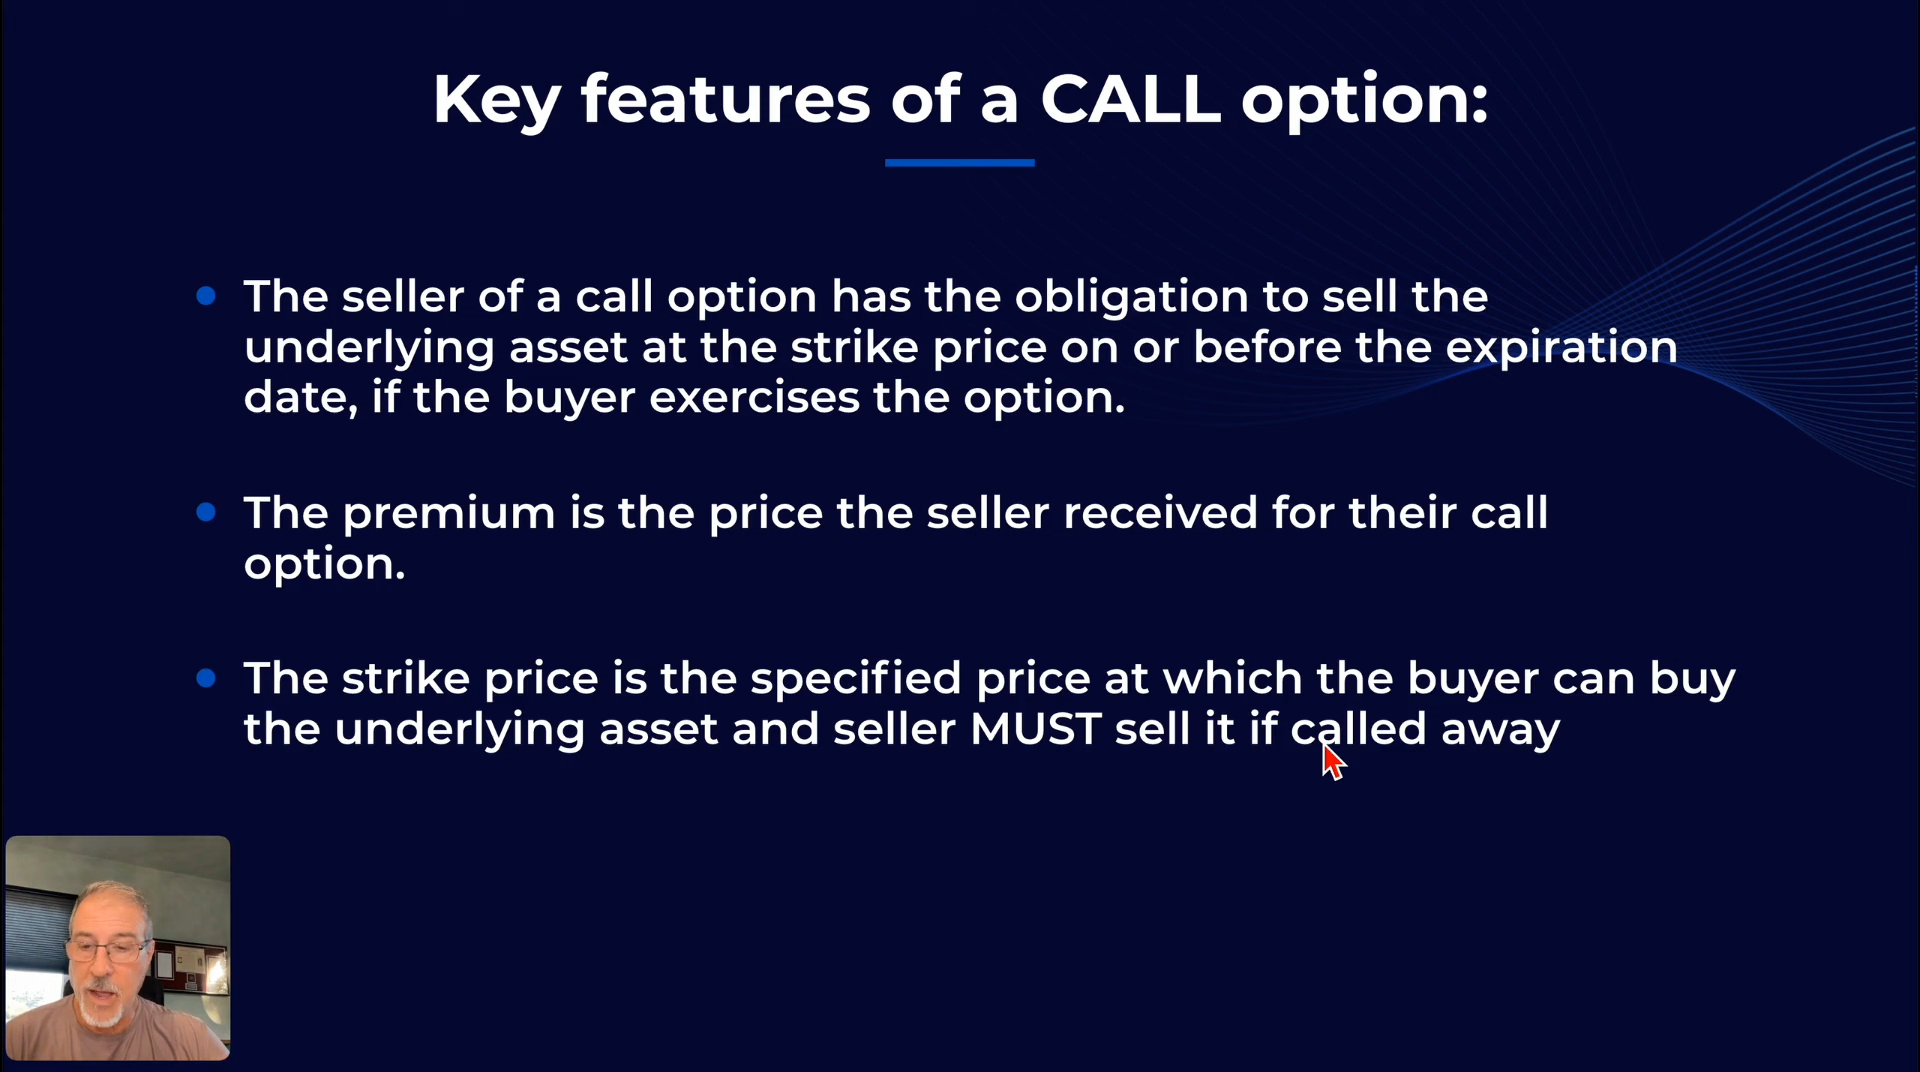 Key features of a CALL option:
The seller of a call option has the obligation to sell the
underlying asset at the strike price on or before the expiration
date, if the buyer exercises the option.
The premium is the price the seller received for their call
option.
The strike price is the specified price at which the buyer can buy
the underlying asset and seller MUST sell it if called away